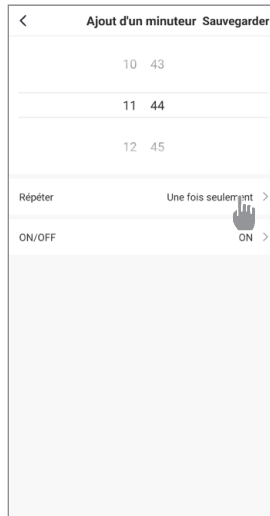 Ajout d'un minuteur Sauvegarder
10 43
11 44
12 45
Répéter Une fois seulement
ON/OFF ON